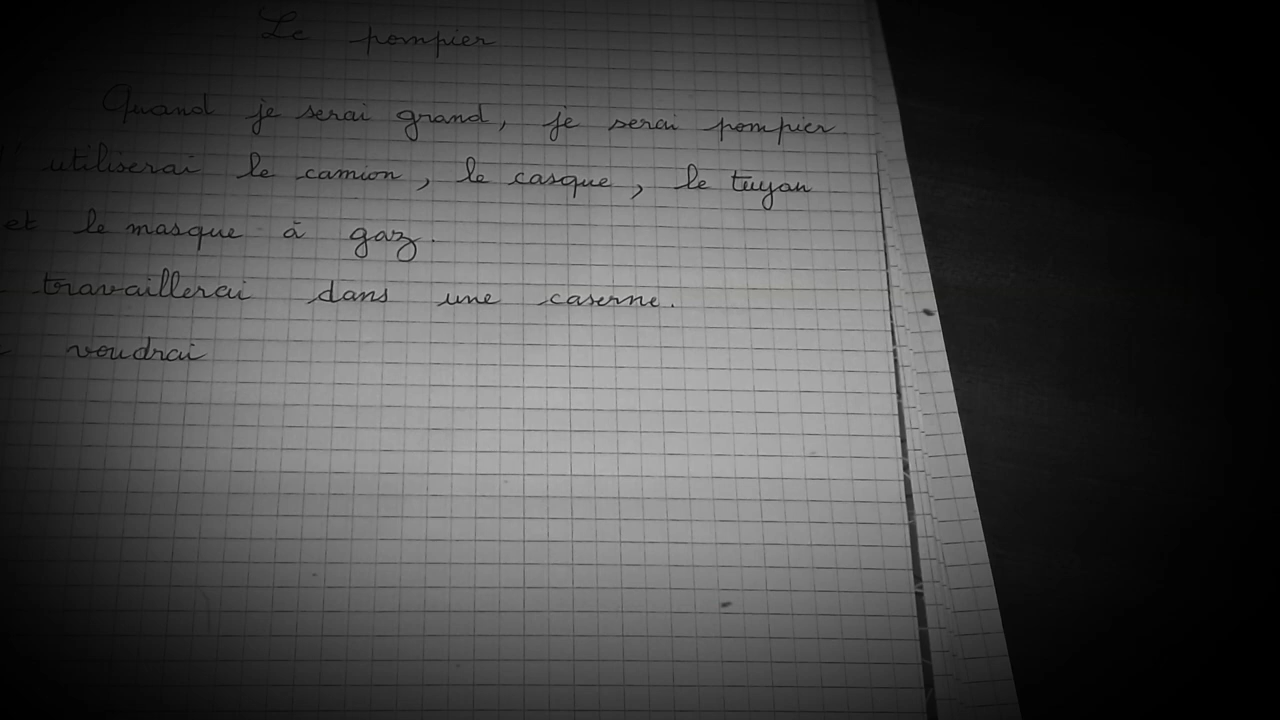 Le pompier
Quand je serai grand, je serai pompier
j'utiliserai le camion, le casque, le tuyau
et le masque à gaz.
travaillerai dans une caserne.
voudrai